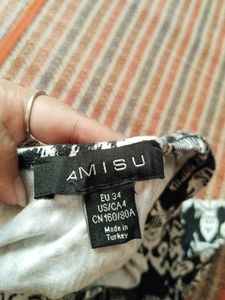 AMISU
EU 34
US/CA 4
CN 160/80A
Made in
Turkey